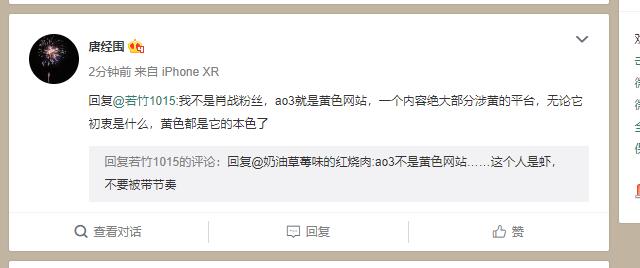 唐经图
2分钟前 来自 iPhone XR
回复@若竹1015:我不是肖战粉丝，ao3就是黄色网站，一个内容绝大部分涉黄的平台，无论它
初衷是什么，黄色都是它的本色了
回复若竹1015的评论：回复@奶油草莓味的红烧肉:ao3不是黄色网站……这个人是虾，
不要被带节奏
查看对话
回复
赞